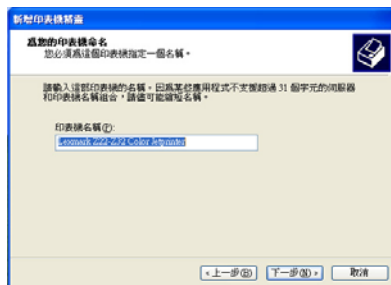 新增印表機精靈
為您的印表機命名
您必須為這個印表機指定一個名稱。
請輸入這部印表機的名稱。因為某些應用程式不支援超過 31 個字元的伺服器
和印表機名稱組合，請儘可能縮短名稱。
印表機名稱(P):
Lexmark Z22-Z32 Color Jetprinter
<上一步(B)
下一步(N)>
取消